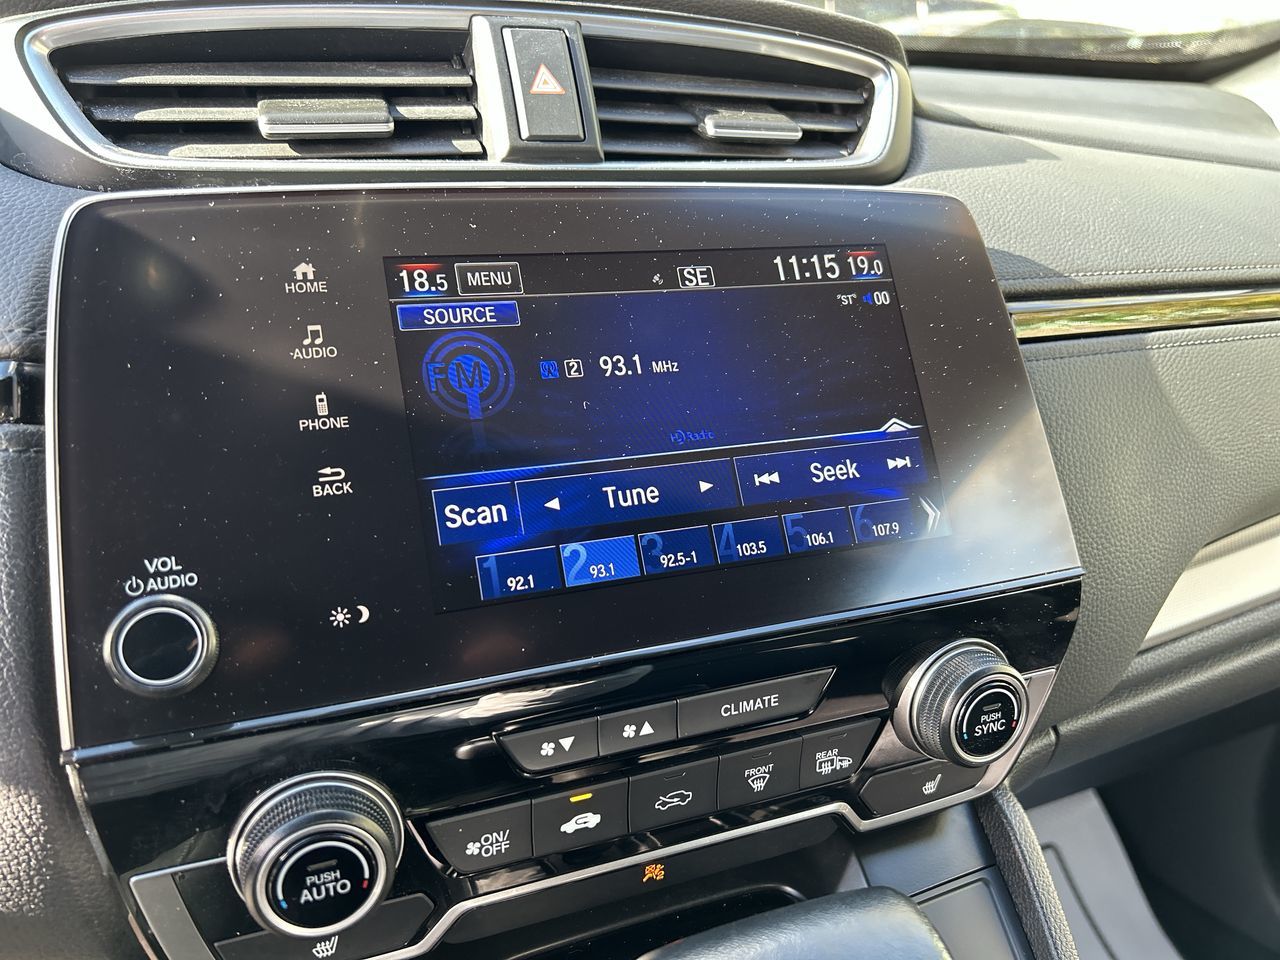 18.5 MENU SE 11:15 19.0
SOURCE "ST" 00
FM 2 93.1 MHz
HD Radio
Scan Tune Seek
1 92.1 2 93.1 3 92.5-1 4 103.5 5 106.1 6 107.9
HOME
AUDIO
PHONE
BACK
VOL
AUDIO
CLIMATE
ON/
OFF
FRONT
REAR
PUSH
AUTO
PUSH
SYNC